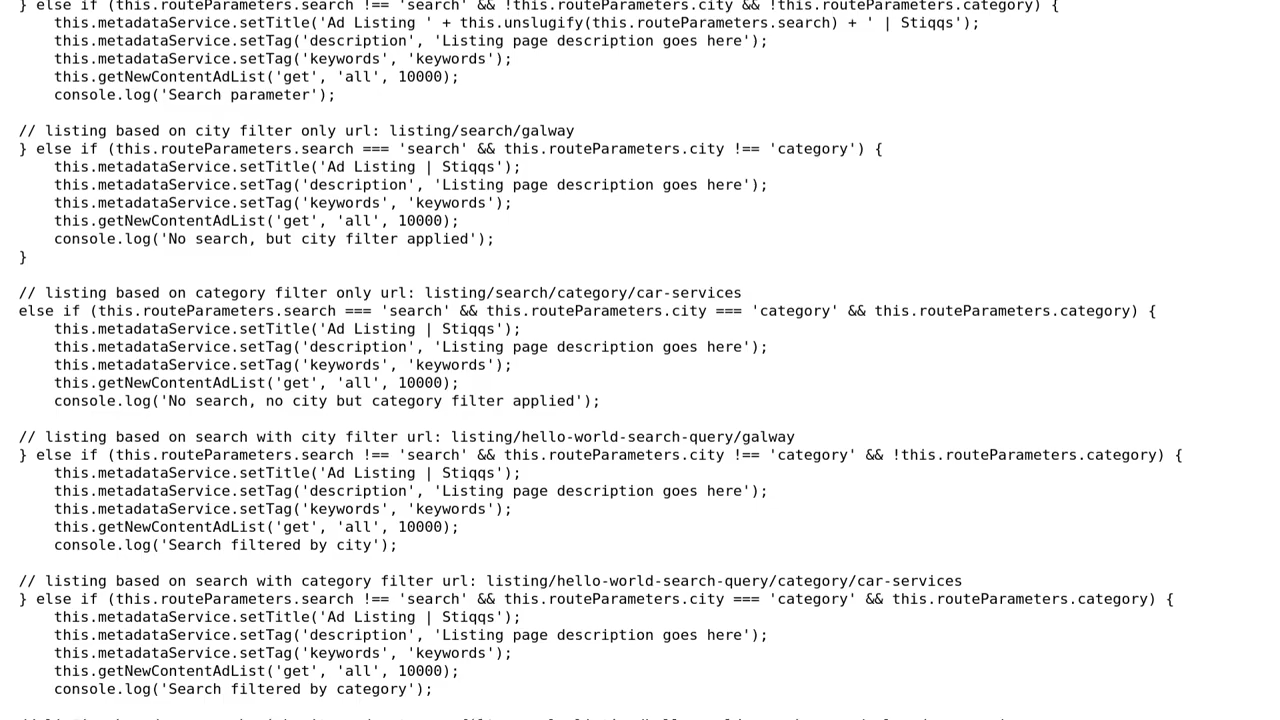 } else if (this.routeParameters.search !== 'search' && !this.routeParameters.city && !this.routeParameters.category) {
    this.metadataService.setTitle('Ad Listing ' + this.unslugify(this.routeParameters.search) + ' | Stiqqs');
    this.metadataService.setTag('description', 'Listing page description goes here');
    this.metadataService.setTag('keywords', 'keywords');
    this.getNewContentAdList('get', 'all', 10000);
    console.log('Search parameter');
// listing based on city filter only url: listing/search/galway
} else if (this.routeParameters.search === 'search' && this.routeParameters.city !== 'category') {
    this.metadataService.setTitle('Ad Listing | Stiqqs');
    this.metadataService.setTag('description', 'Listing page description goes here');
    this.metadataService.setTag('keywords', 'keywords');
    this.getNewContentAdList('get', 'all', 10000);
    console.log('No search, but city filter applied');
}
// listing based on category filter only url: listing/search/category/car-services
else if (this.routeParameters.search === 'search' && this.routeParameters.city === 'category' && this.routeParameters.category) {
    this.metadataService.setTitle('Ad Listing | Stiqqs');
    this.metadataService.setTag('description', 'Listing page description goes here');
    this.metadataService.setTag('keywords', 'keywords');
    this.getNewContentAdList('get', 'all', 10000);
    console.log('No search, no city but category filter applied');
// listing based on search with city filter url: listing/hello-world-search-query/galway
} else if (this.routeParameters.search !== 'search' && this.routeParameters.city !== 'category' && !this.routeParameters.category) {
    this.metadataService.setTitle('Ad Listing | Stiqqs');
    this.metadataService.setTag('description', 'Listing page description goes here');
    this.metadataService.setTag('keywords', 'keywords');
    this.getNewContentAdList('get', 'all', 10000);
    console.log('Search filtered by city');
// listing based on search with category filter url: listing/hello-world-search-query/category/car-services
} else if (this.routeParameters.search !== 'search' && this.routeParameters.city === 'category' && this.routeParameters.category) {
    this.metadataService.setTitle('Ad Listing | Stiqqs');
    this.metadataService.setTag('description', 'Listing page description goes here');
    this.metadataService.setTag('keywords', 'keywords');
    this.getNewContentAdList('get', 'all', 10000);
    console.log('Search filtered by category');